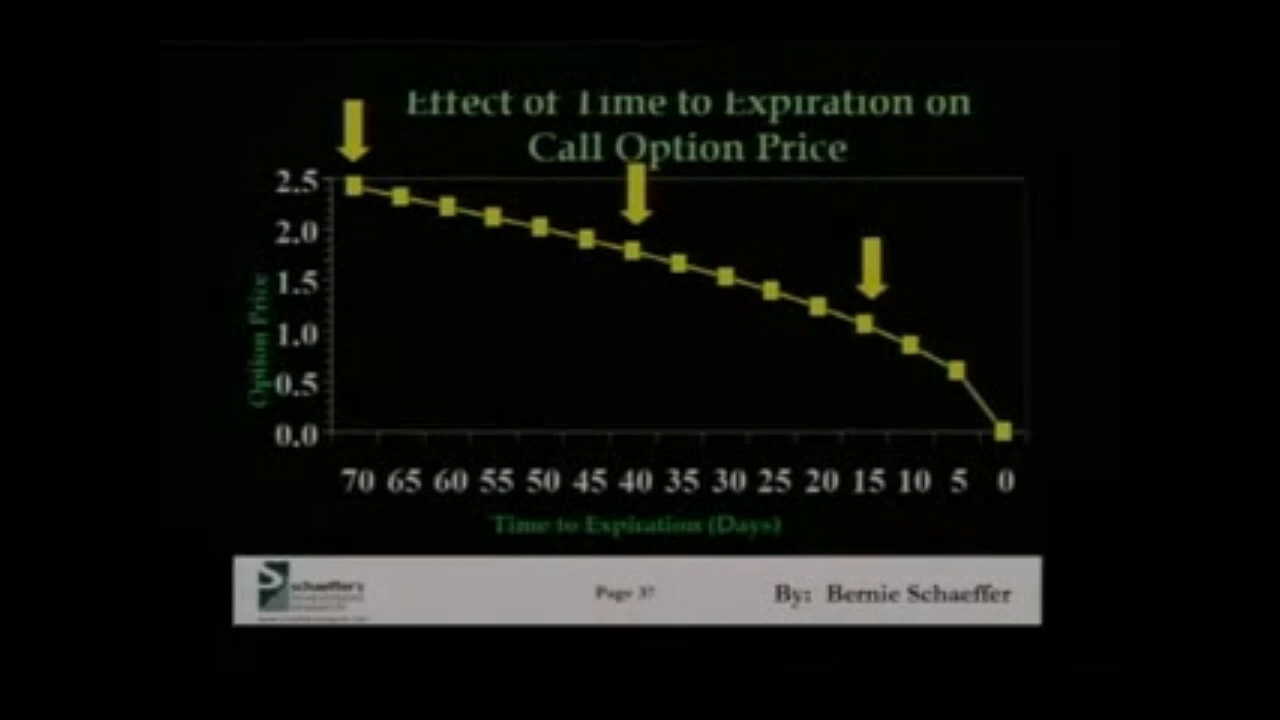 Effect of Time to Expiration on
Call Option Price
Option Price
2.5
2.0
1.5
1.0
0.5
0.0
70 65 60 55 50 45 40 35 30 25 20 15 10 5 0
Time to Expiration (Days)
schaeffer's
Page 37
By: Bernie Schaeffer